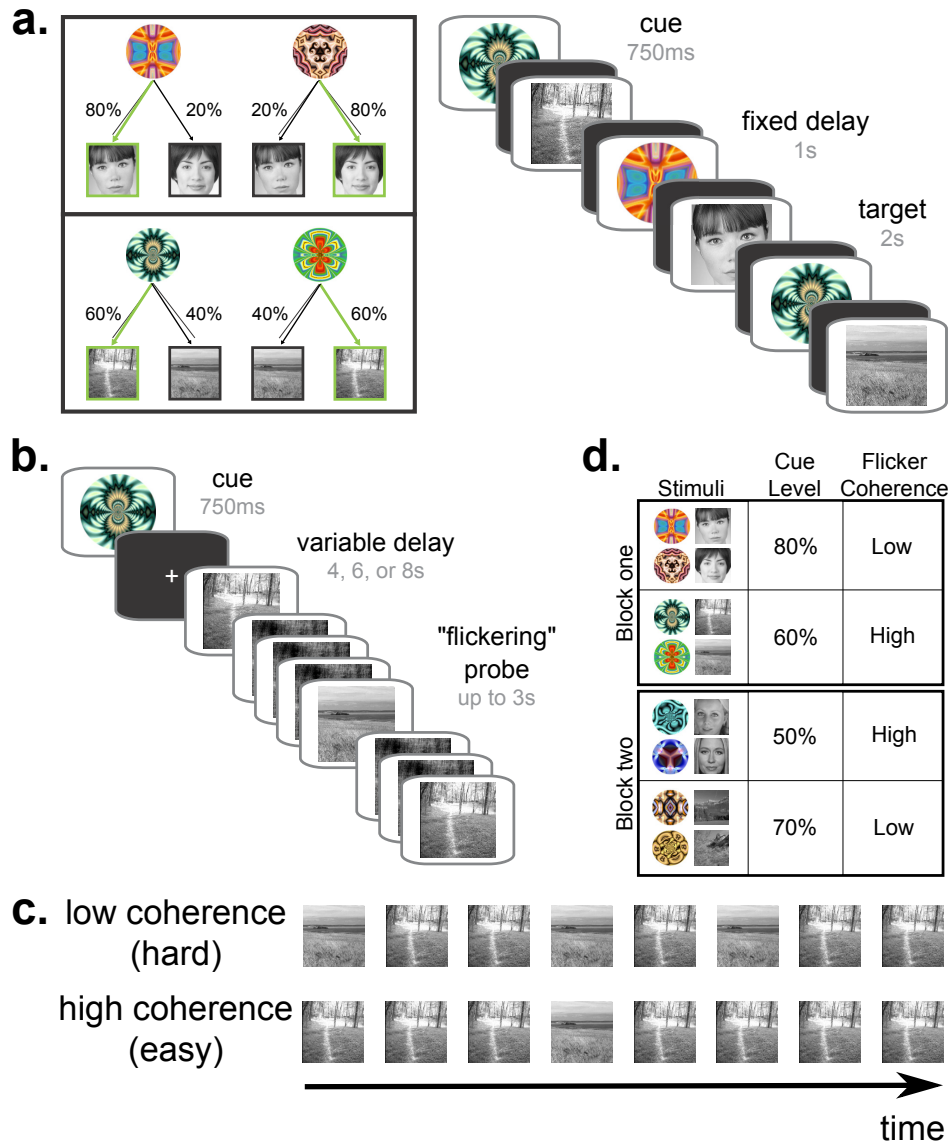 a.
80%
20%
20%
80%
60%
40%
40%
60%
cue
750ms
fixed delay
1s
target
2s
b.
cue
750ms
+
variable delay
4, 6, or 8s
"flickering"
probe
up to 3s
d.
Stimuli
Cue
Level
Flicker
Coherence
Block one
80%
Low
60%
High
Block two
50%
High
70%
Low
c.
low coherence
(hard)
high coherence
(easy)
time